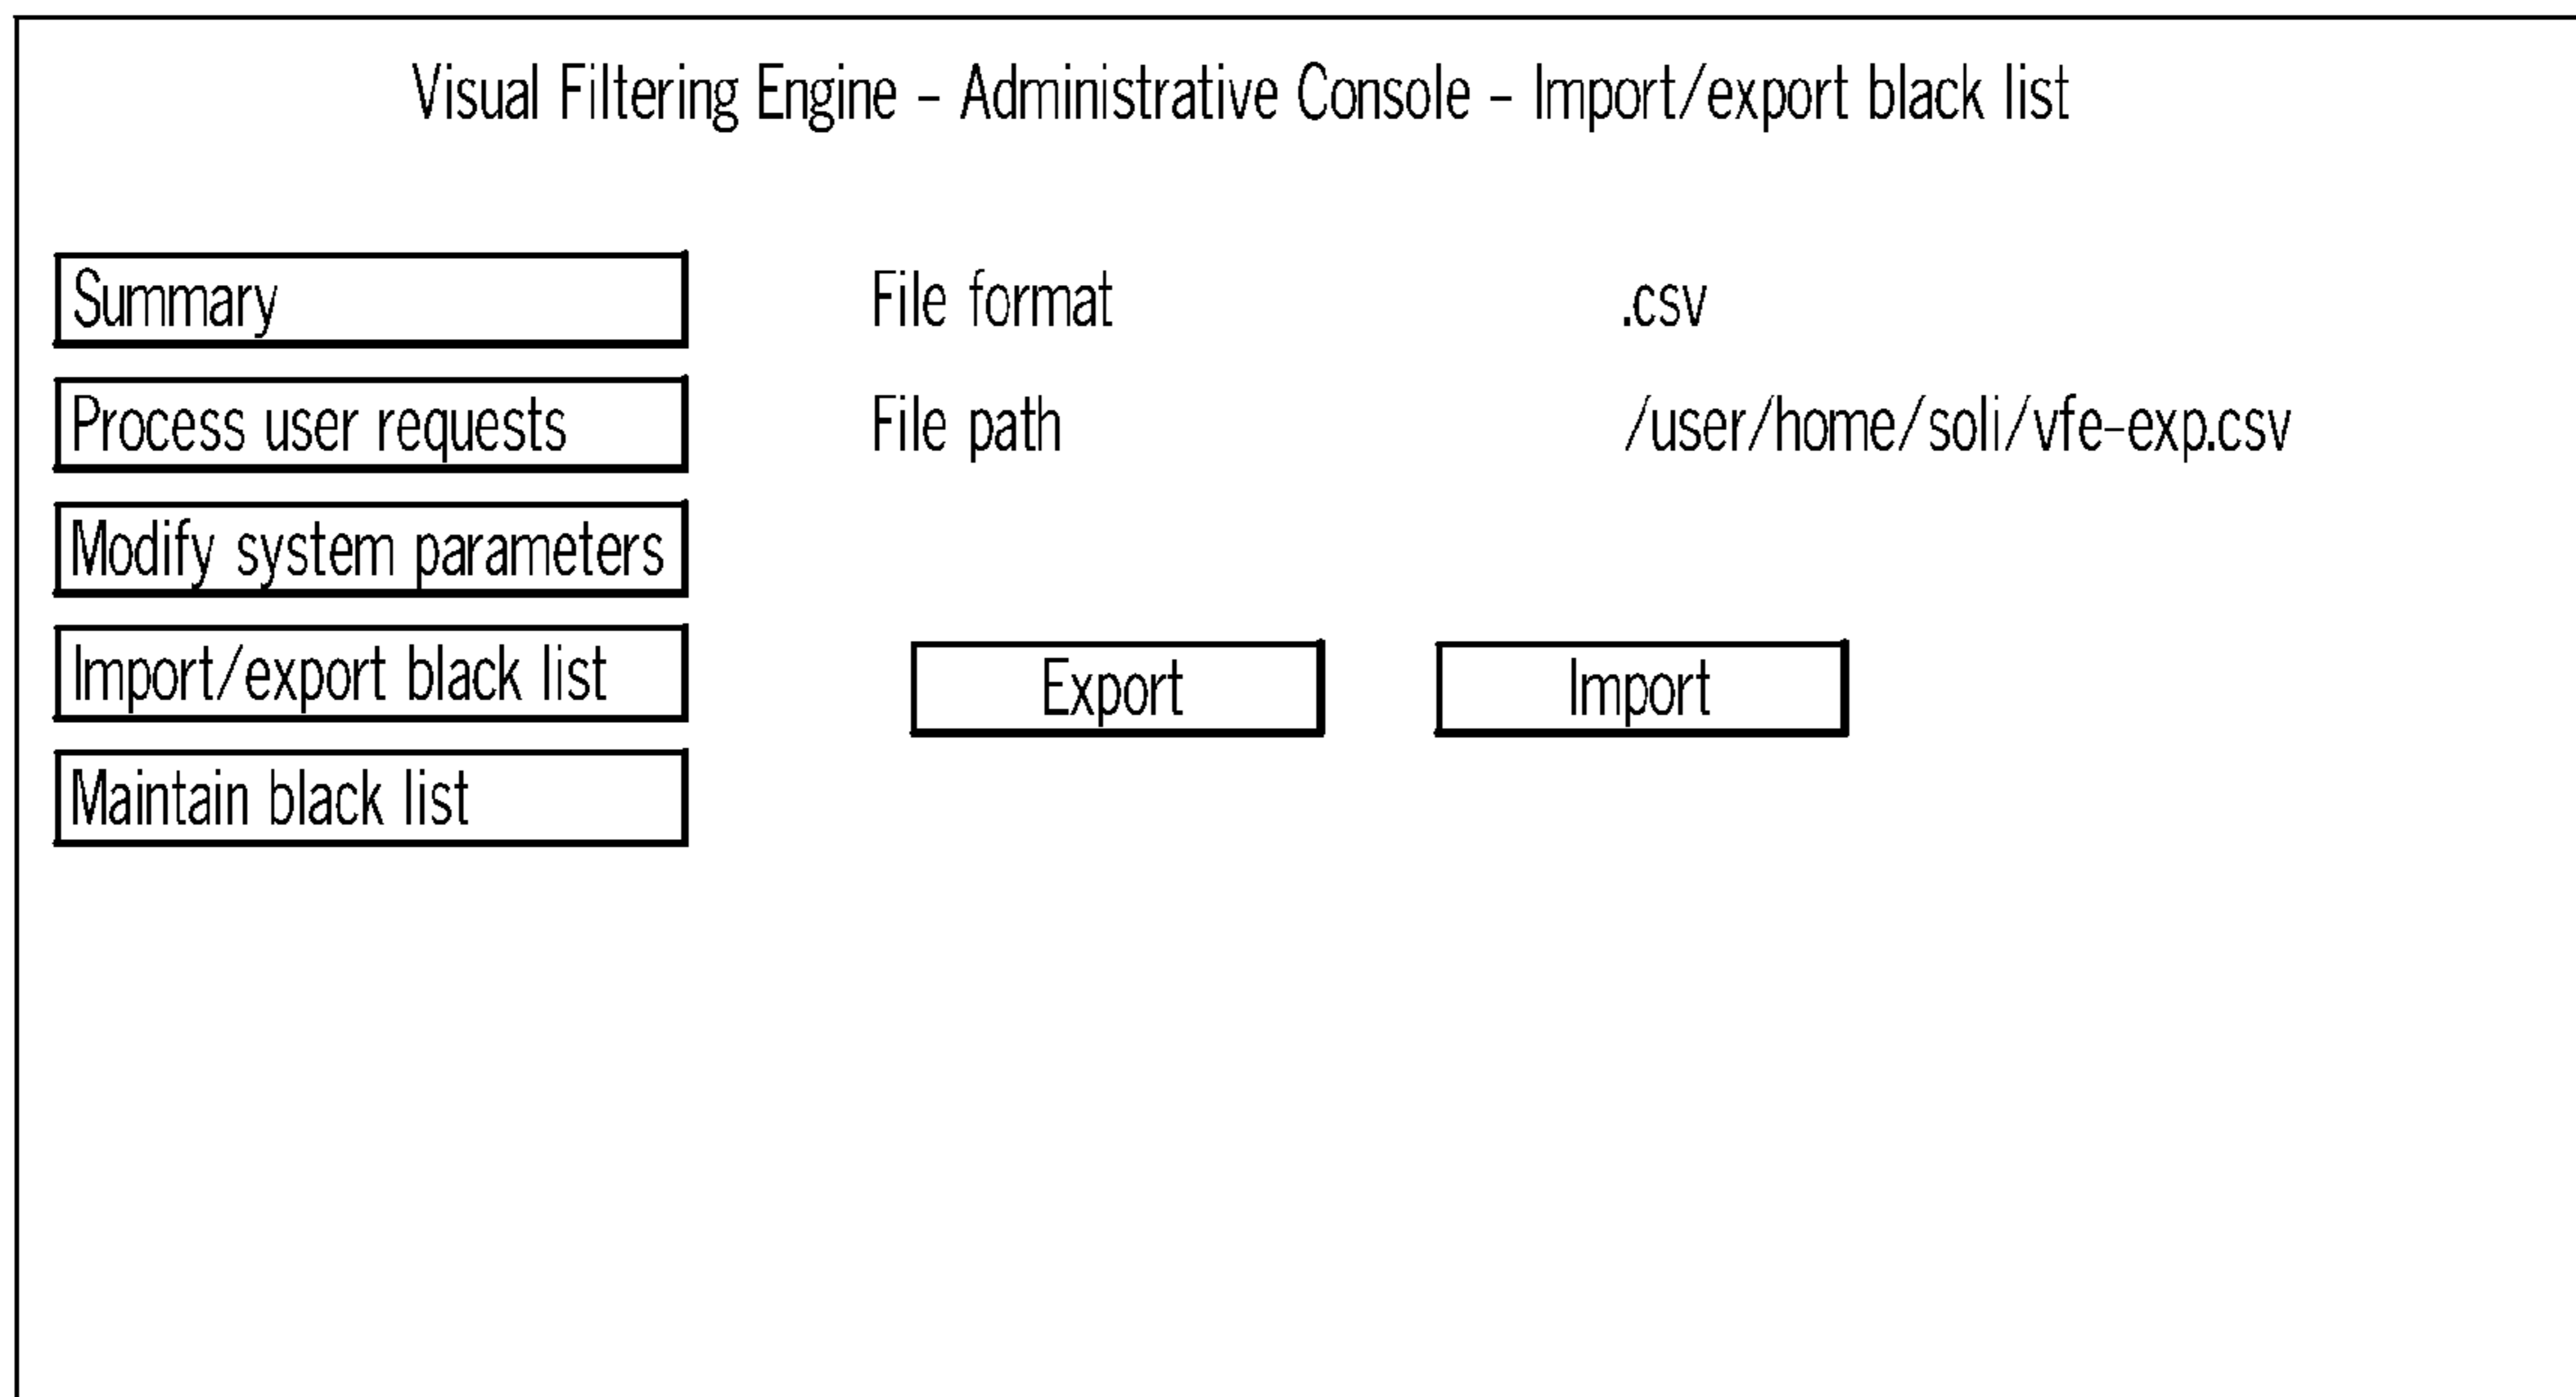 Visual Filtering Engine – Administrative Console – Import/export black list
Summary
File format .csv
Process user requests
File path /user/home/soli/vfe-exp.csv
Modify system parameters
Import/export black list
Export Import
Maintain black list